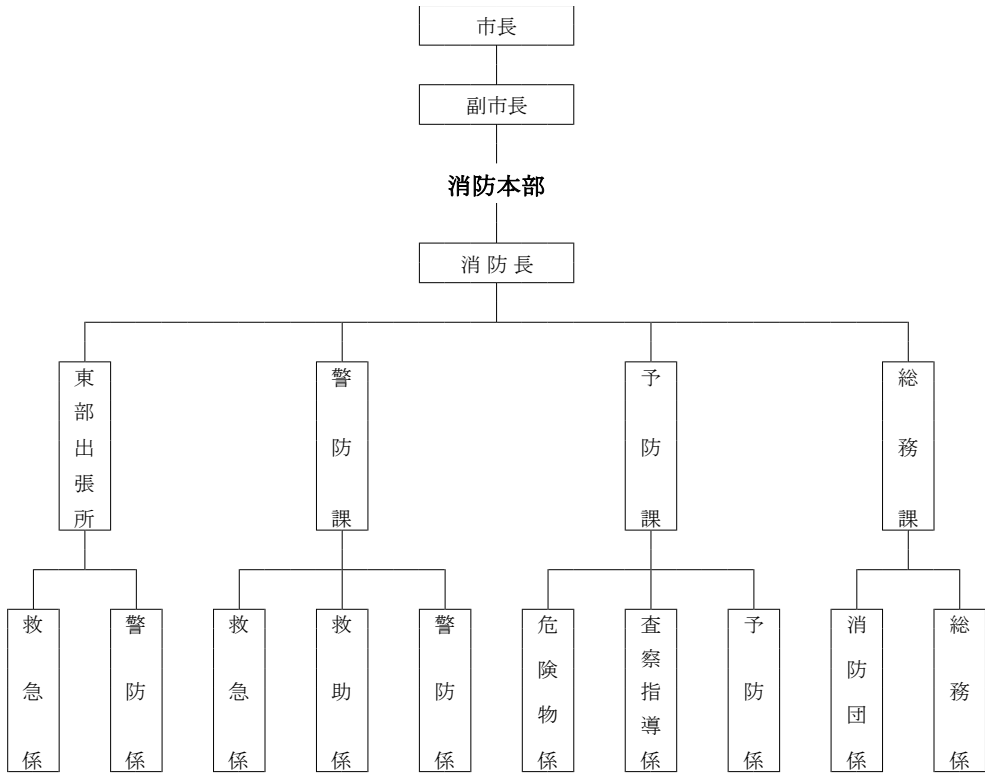 市長
副市長
消防本部
消防長
東部出張所
警防課
予防課
総務課
救急係
警防係
救急係
救助係
警防係
危険物係
査察指導係
予防係
消防団係
総務係